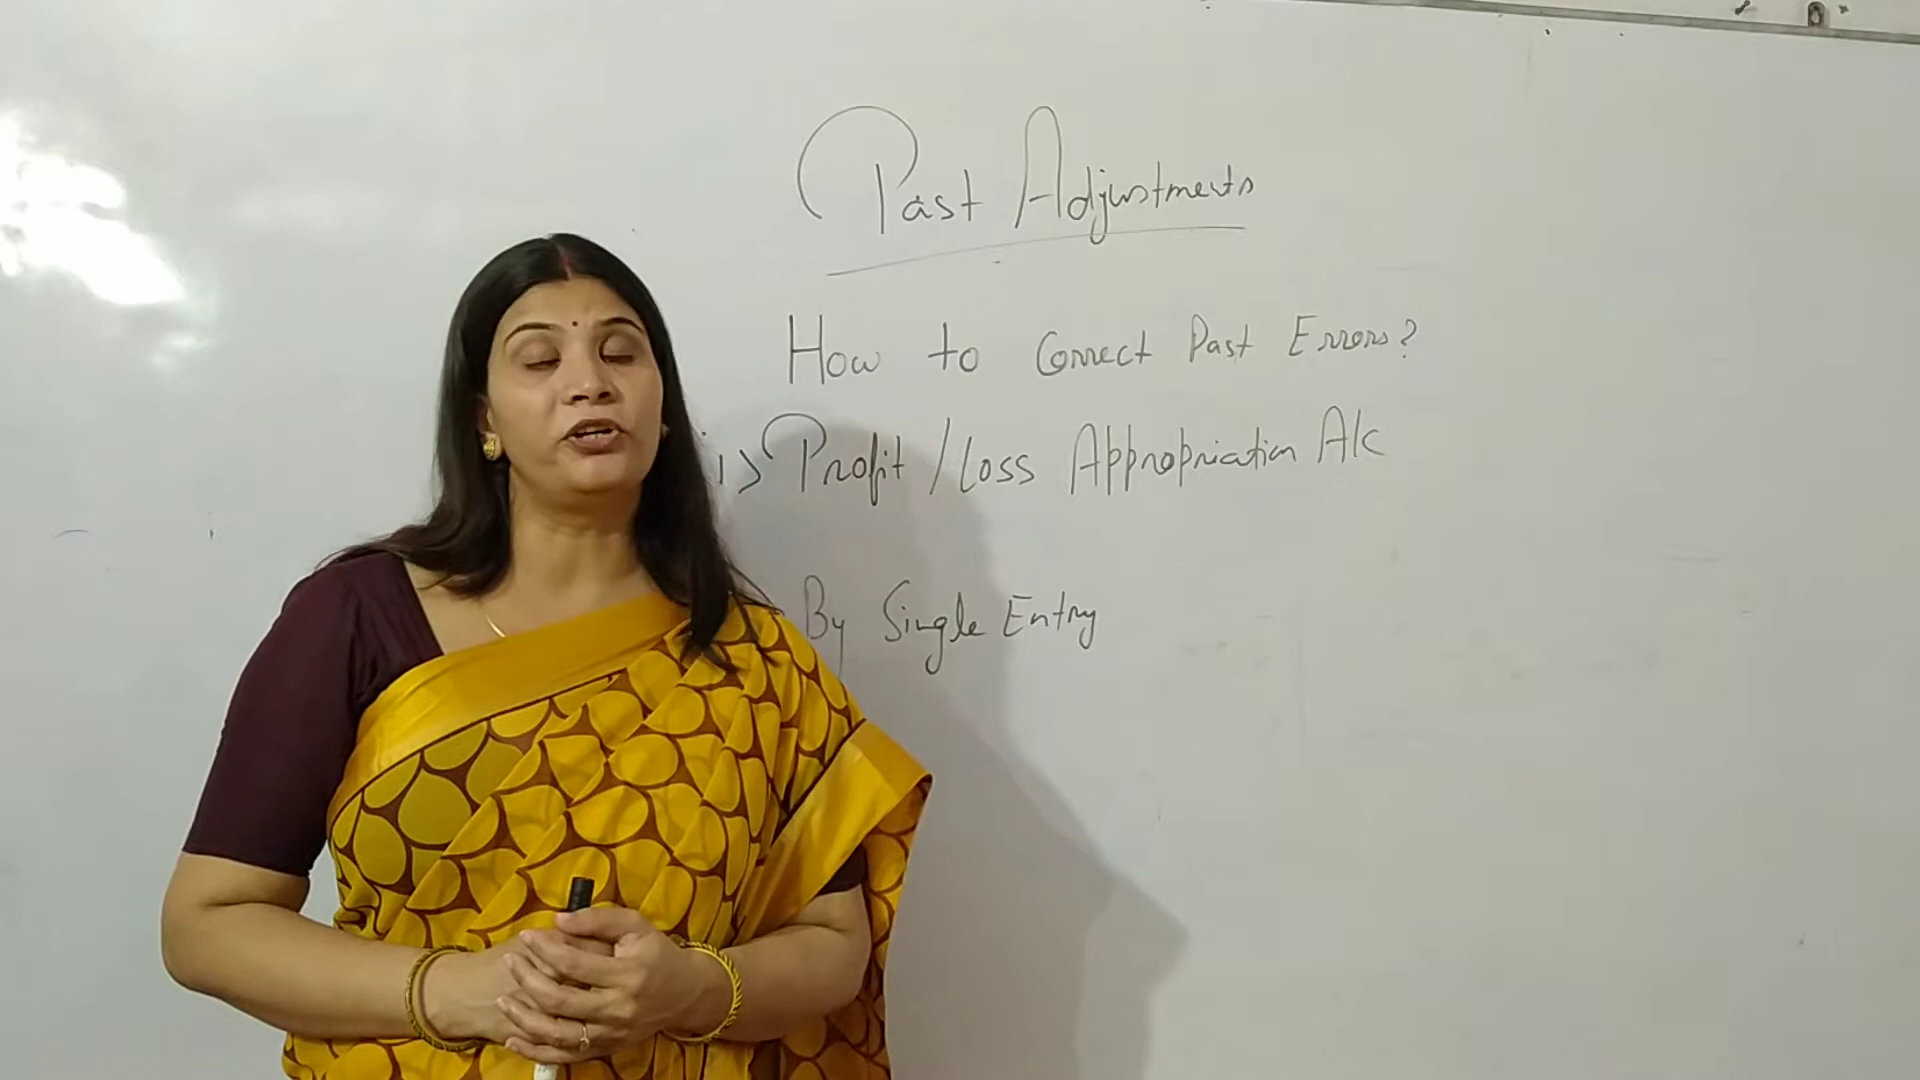 Past Adjustments
How to Correct Past Errors?
i> Profit / Loss Appropriation A/c
By Single Entry